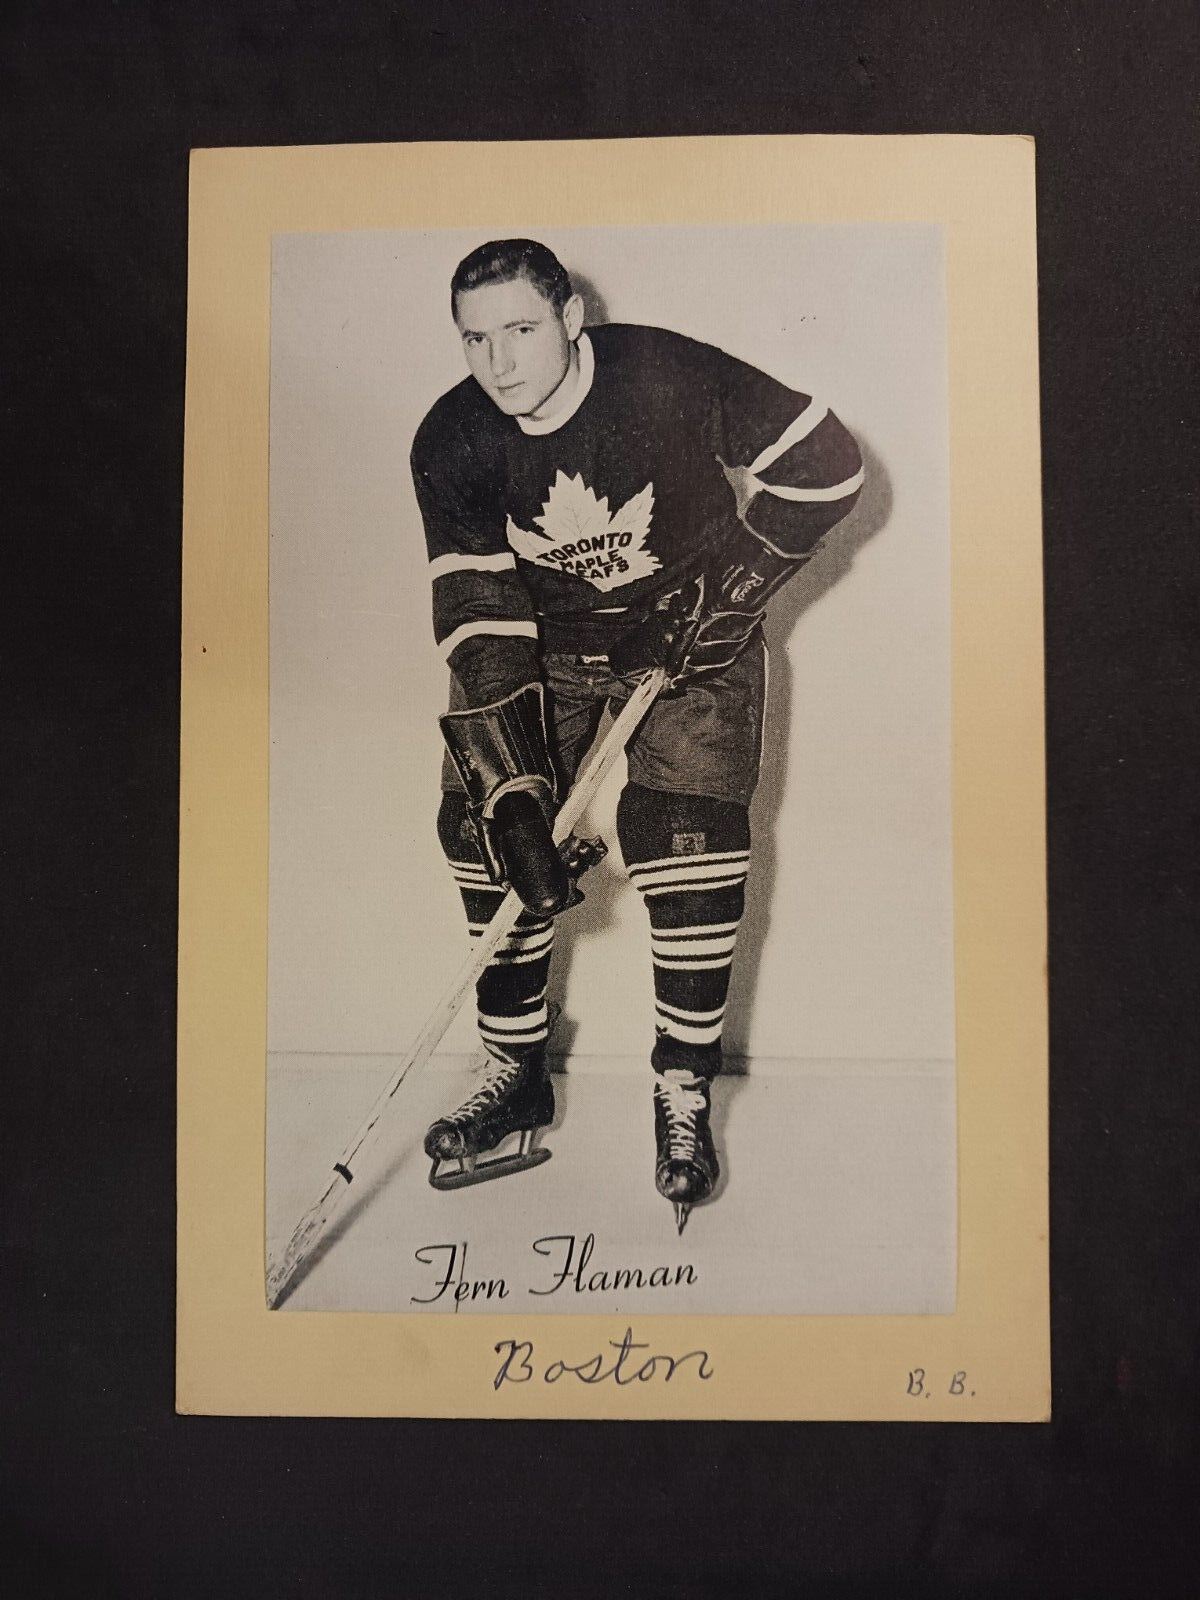 TORONTO
MAPLE
LEAFS
Fern Flaman
Boston
B. B.